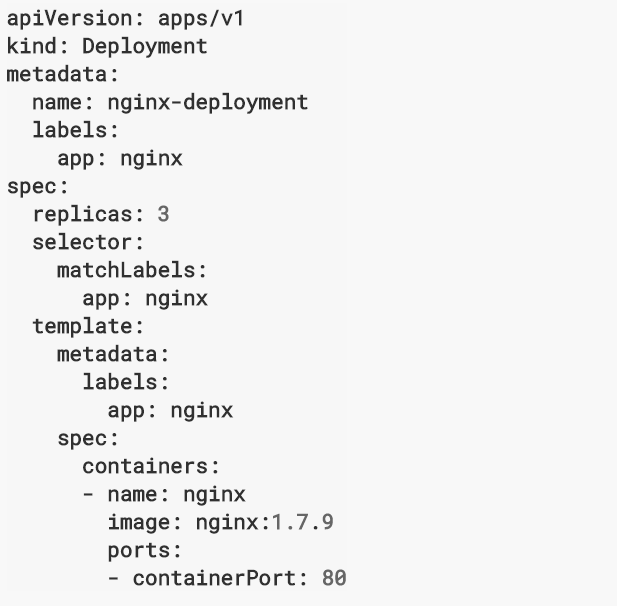 apiVersion: apps/v1
kind: Deployment
metadata:
  name: nginx-deployment
  labels:
    app: nginx
spec:
  replicas: 3
  selector:
    matchLabels:
      app: nginx
  template:
    metadata:
      labels:
        app: nginx
    spec:
      containers:
      - name: nginx
        image: nginx:1.7.9
        ports:
        - containerPort: 80